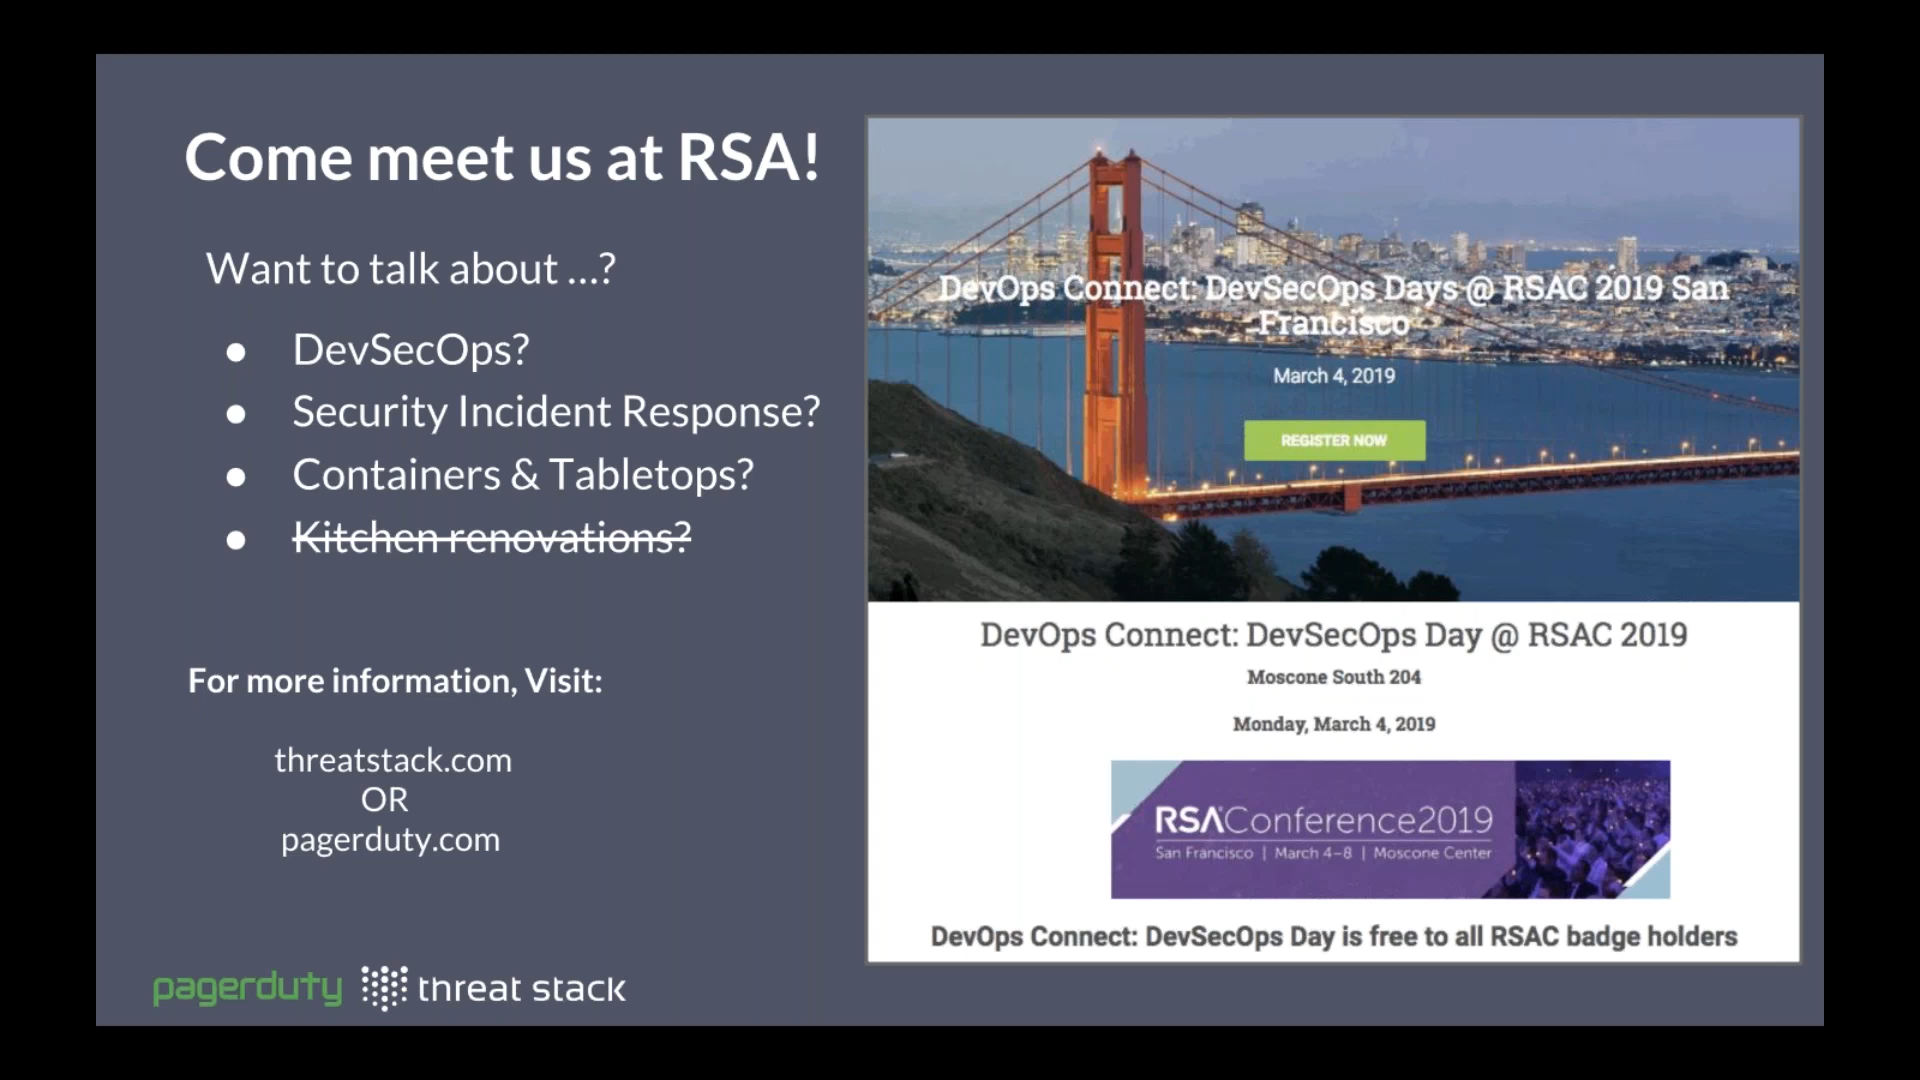 Come meet us at RSA!
Want to talk about ...?
● DevSecOps?
● Security Incident Response?
● Containers & Tabletops?
● Kitchen renovations?
For more information, Visit:
threatstack.com
OR
pagerduty.com
pagerduty threat stack
DevOps Connect: DevSecOps Days @ RSAC 2019 San
Francisco
March 4, 2019
REGISTER NOW
DevOps Connect: DevSecOps Day @ RSAC 2019
Moscone South 204
Monday, March 4, 2019
RSAConference2019
San Francisco | March 4–8 | Moscone Center
DevOps Connect: DevSecOps Day is free to all RSAC badge holders